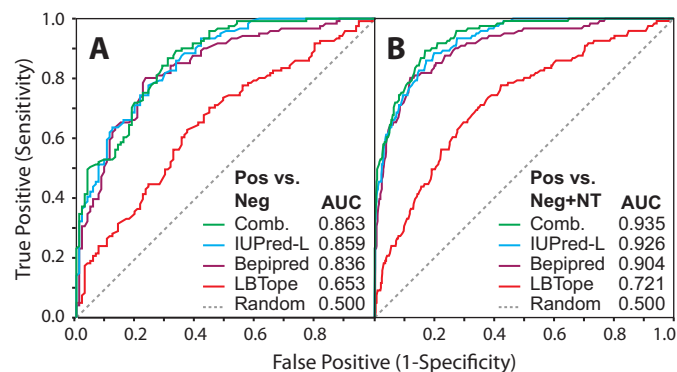 True Positive (Sensitivity)
1.0
0.8
0.6
0.4
0.2
0.0
A
Pos vs.
Neg AUC
Comb. 0.863
IUPred-L 0.859
Bepipred 0.836
LBTope 0.653
Random 0.500
B
Pos vs.
Neg+NT AUC
Comb. 0.935
IUPred-L 0.926
Bepipred 0.904
LBTope 0.721
Random 0.500
0.0 0.2 0.4 0.6 0.8 0.2 0.4 0.6 0.8 1.0
False Positive (1-Specificity)